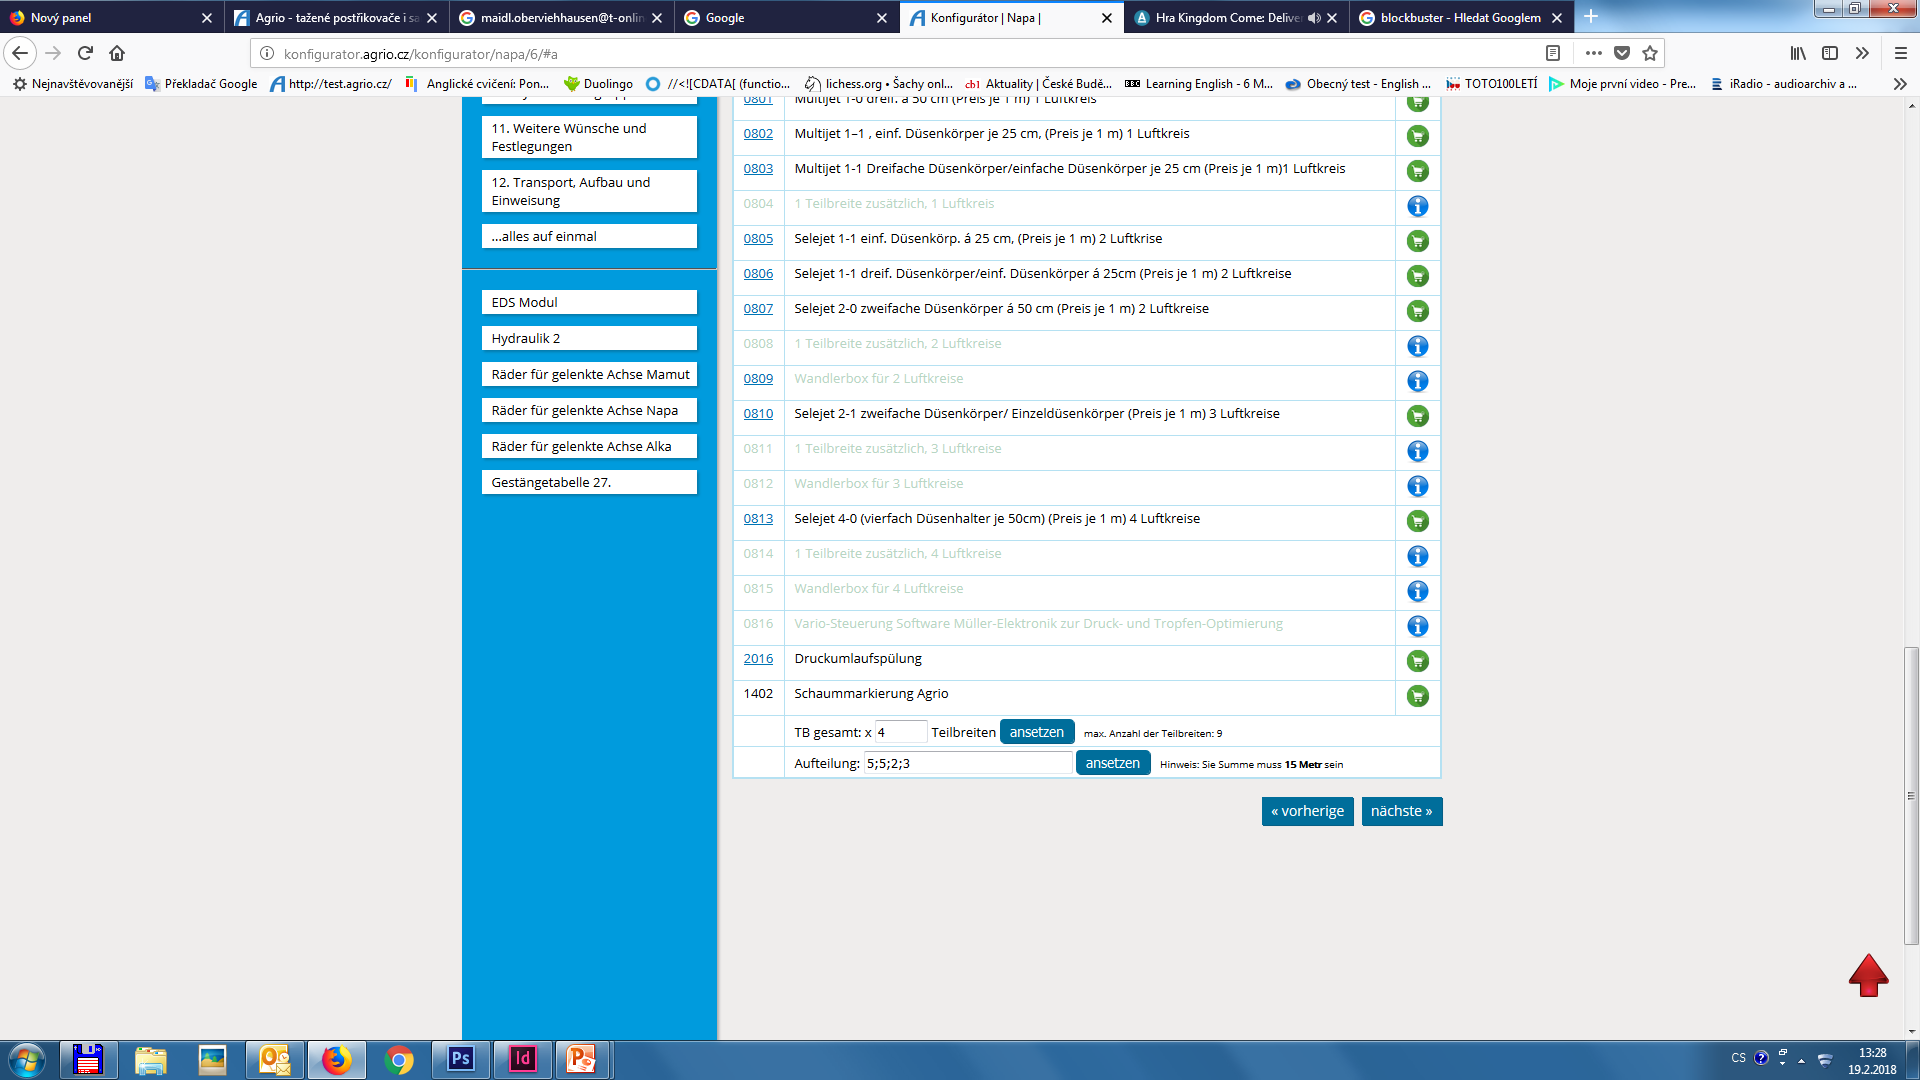 Nový panel
Agrio - tažené postřikovače i sa
maidl.oberviehhausen@t-onlin
Google
Konfigurátor | Napa |
Hra Kingdom Come: Deliver
blockbuster - Hledat Googlem
konfigurator.agrio.cz/konfigurator/napa/6/#a
Nejnavštěvovanější
Překladač Google
http://test.agrio.cz/
Anglické cvičení: Pon...
Duolingo
//<![CDATA[ (functio...
lichess.org • Šachy onl...
Aktuality | České Budě...
Learning English - 6 M...
Obecný test - English ...
TOTO100LETÍ
Moje první video - Pre...
iRadio - audioarchiv a ...
11. Weitere Wünsche und
Festlegungen
12. Transport, Aufbau und
Einweisung
...alles auf einmal
EDS Modul
Hydraulik 2
Räder für gelenkte Achse Mamut
Räder für gelenkte Achse Napa
Räder für gelenkte Achse Alka
Gestängetabelle 27.
0801 Multijet 1-0 dreif. á 50 cm (Preis je 1 m) 1 Luftkreis
0802 Multijet 1–1 , einf. Düsenkörper je 25 cm, (Preis je 1 m) 1 Luftkreis
0803 Multijet 1-1 Dreifache Düsenkörper/einfache Düsenkörper je 25 cm (Preis je 1 m)1 Luftkreis
0804 1 Teilbreite zusätzlich, 1 Luftkreis
0805 Selejet 1-1 einf. Düsenkörp. á 25 cm, (Preis je 1 m) 2 Luftkrise
0806 Selejet 1-1 dreif. Düsenkörper/einf. Düsenkörper á 25cm (Preis je 1 m) 2 Luftkreise
0807 Selejet 2-0 zweifache Düsenkörper á 50 cm (Preis je 1 m) 2 Luftkreise
0808 1 Teilbreite zusätzlich, 2 Luftkreise
0809 Wandlerbox für 2 Luftkreise
0810 Selejet 2-1 zweifache Düsenkörper/ Einzeldüsenkörper (Preis je 1 m) 3 Luftkreise
0811 1 Teilbreite zusätzlich, 3 Luftkreise
0812 Wandlerbox für 3 Luftkreise
0813 Selejet 4-0 (vierfach Düsenhalter je 50cm) (Preis je 1 m) 4 Luftkreise
0814 1 Teilbreite zusätzlich, 4 Luftkreise
0815 Wandlerbox für 4 Luftkreise
0816 Vario-Steuerung Software Müller-Elektronik zur Druck- und Tropfen-Optimierung
2016 Druckumlaufspülung
1402 Schaummarkierung Agrio
TB gesamt: x 4 Teilbreiten ansetzen max. Anzahl der Teilbreiten: 9
Aufteilung: 5;5;2;3 ansetzen Hinweis: Sie Summe muss 15 Metr sein
« vorherige nächste »
CS
13:28
19.2.2018